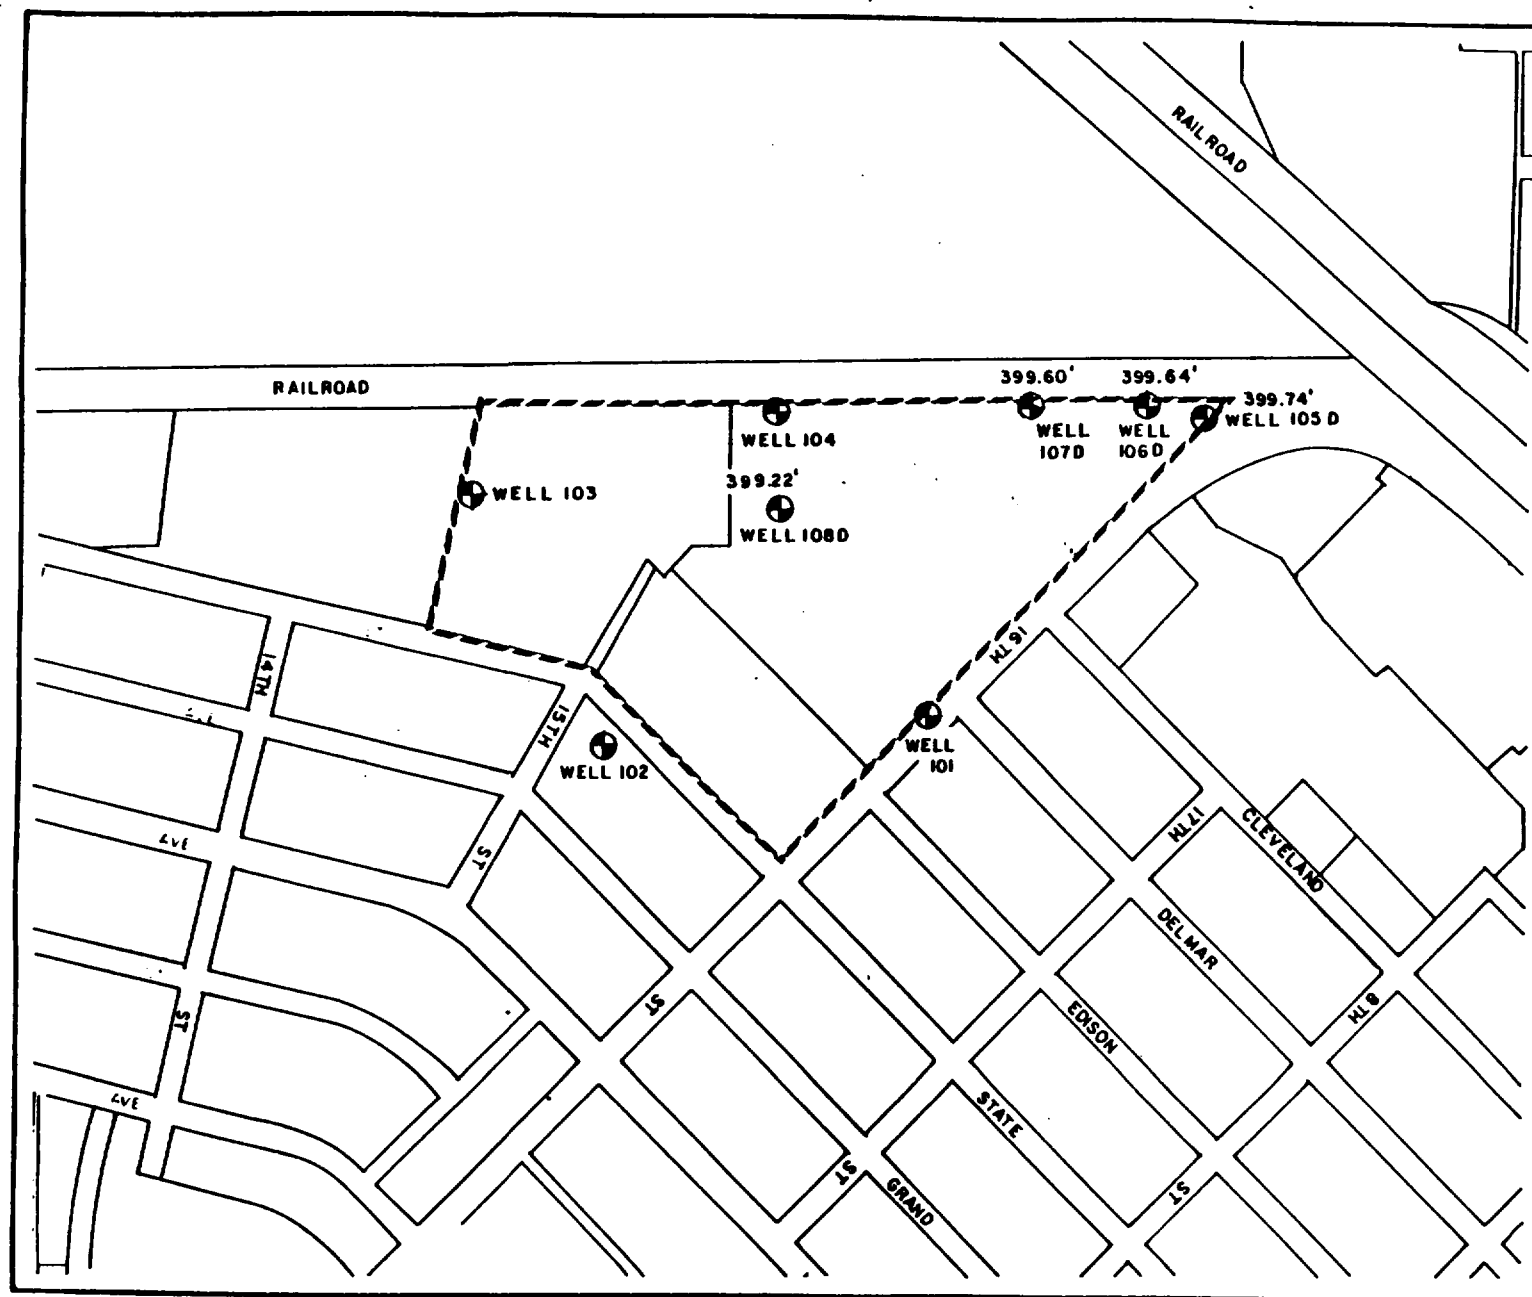 RAILROAD
RAILROAD
399.60'
399.64'
399.74'
WELL 105D
WELL
107D
WELL
106D
WELL 104
399.22'
WELL 103
WELL 108D
16TH
14TH
15TH
WELL
101
WELL 102
17TH
CLEVELAND
AVE
ST
DELMAR
ST
8TH
ST
EDISON
AVE
STATE
ST
ST
GRAND